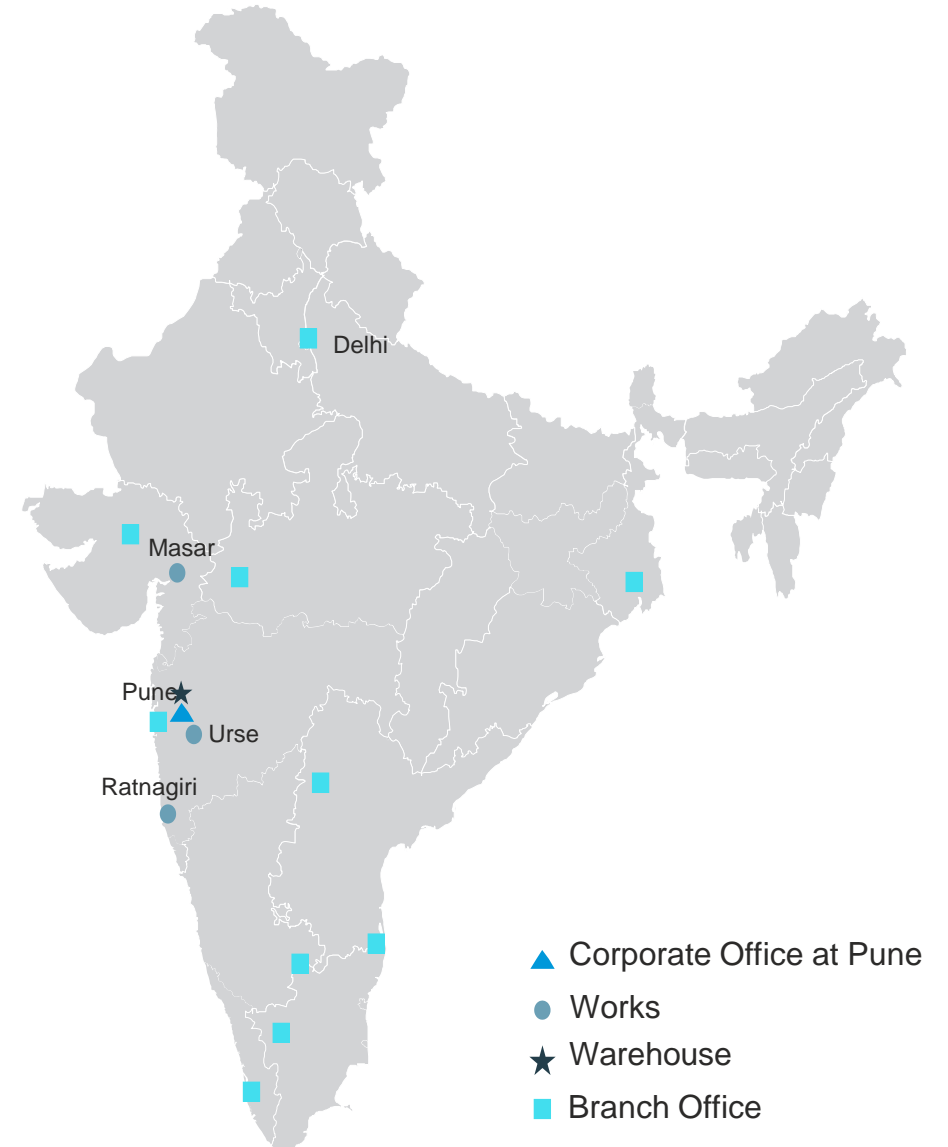 Delhi
Masar
Pune
Urse
Ratnagiri
Corporate Office at Pune
Works
Warehouse
Branch Office